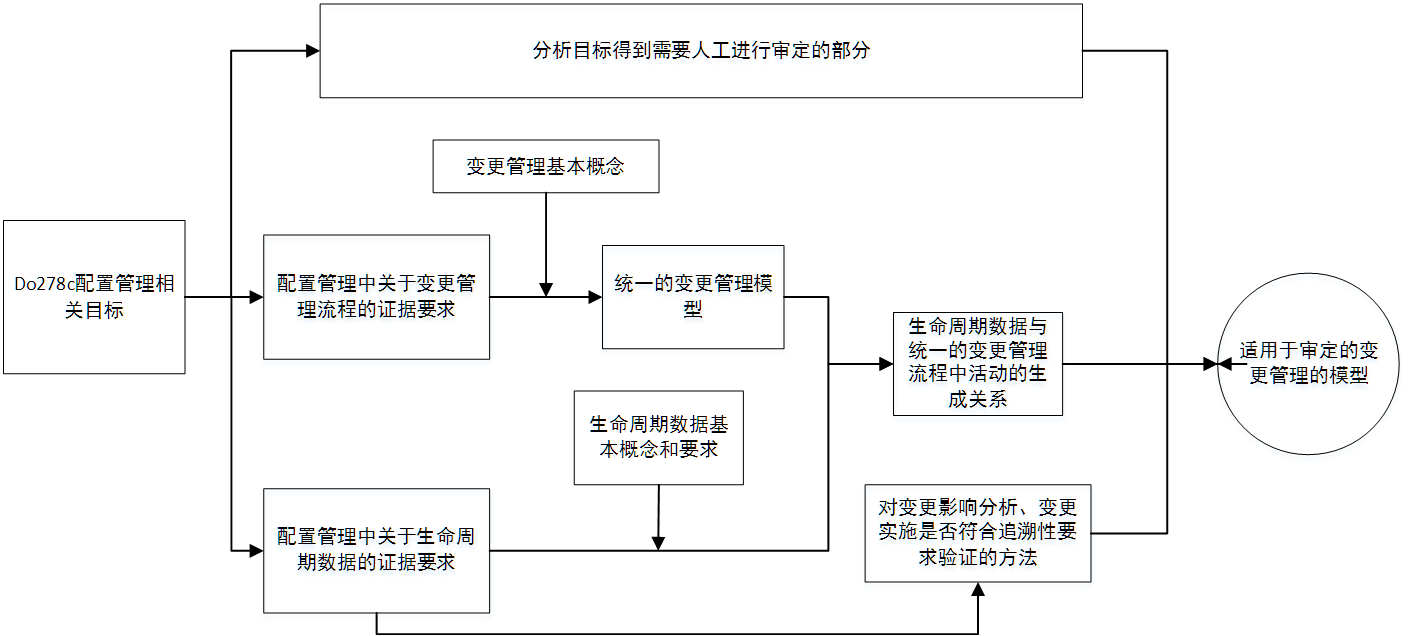 分析目标得到需要人工进行审定的部分
变更管理基本概念
Do278c配置管理相
关目标
配置管理中关于变更管
理流程的证据要求
统一的变更管理模
型
生命周期数据与
统一的变更管理
流程中活动的生
成关系
适用于审定的变
更管理的模型
生命周期数据基
本概念和要求
配置管理中关于生命周
期数据的证据要求
对变更影响分析、变更
实施是否符合追溯性要
求验证的方法